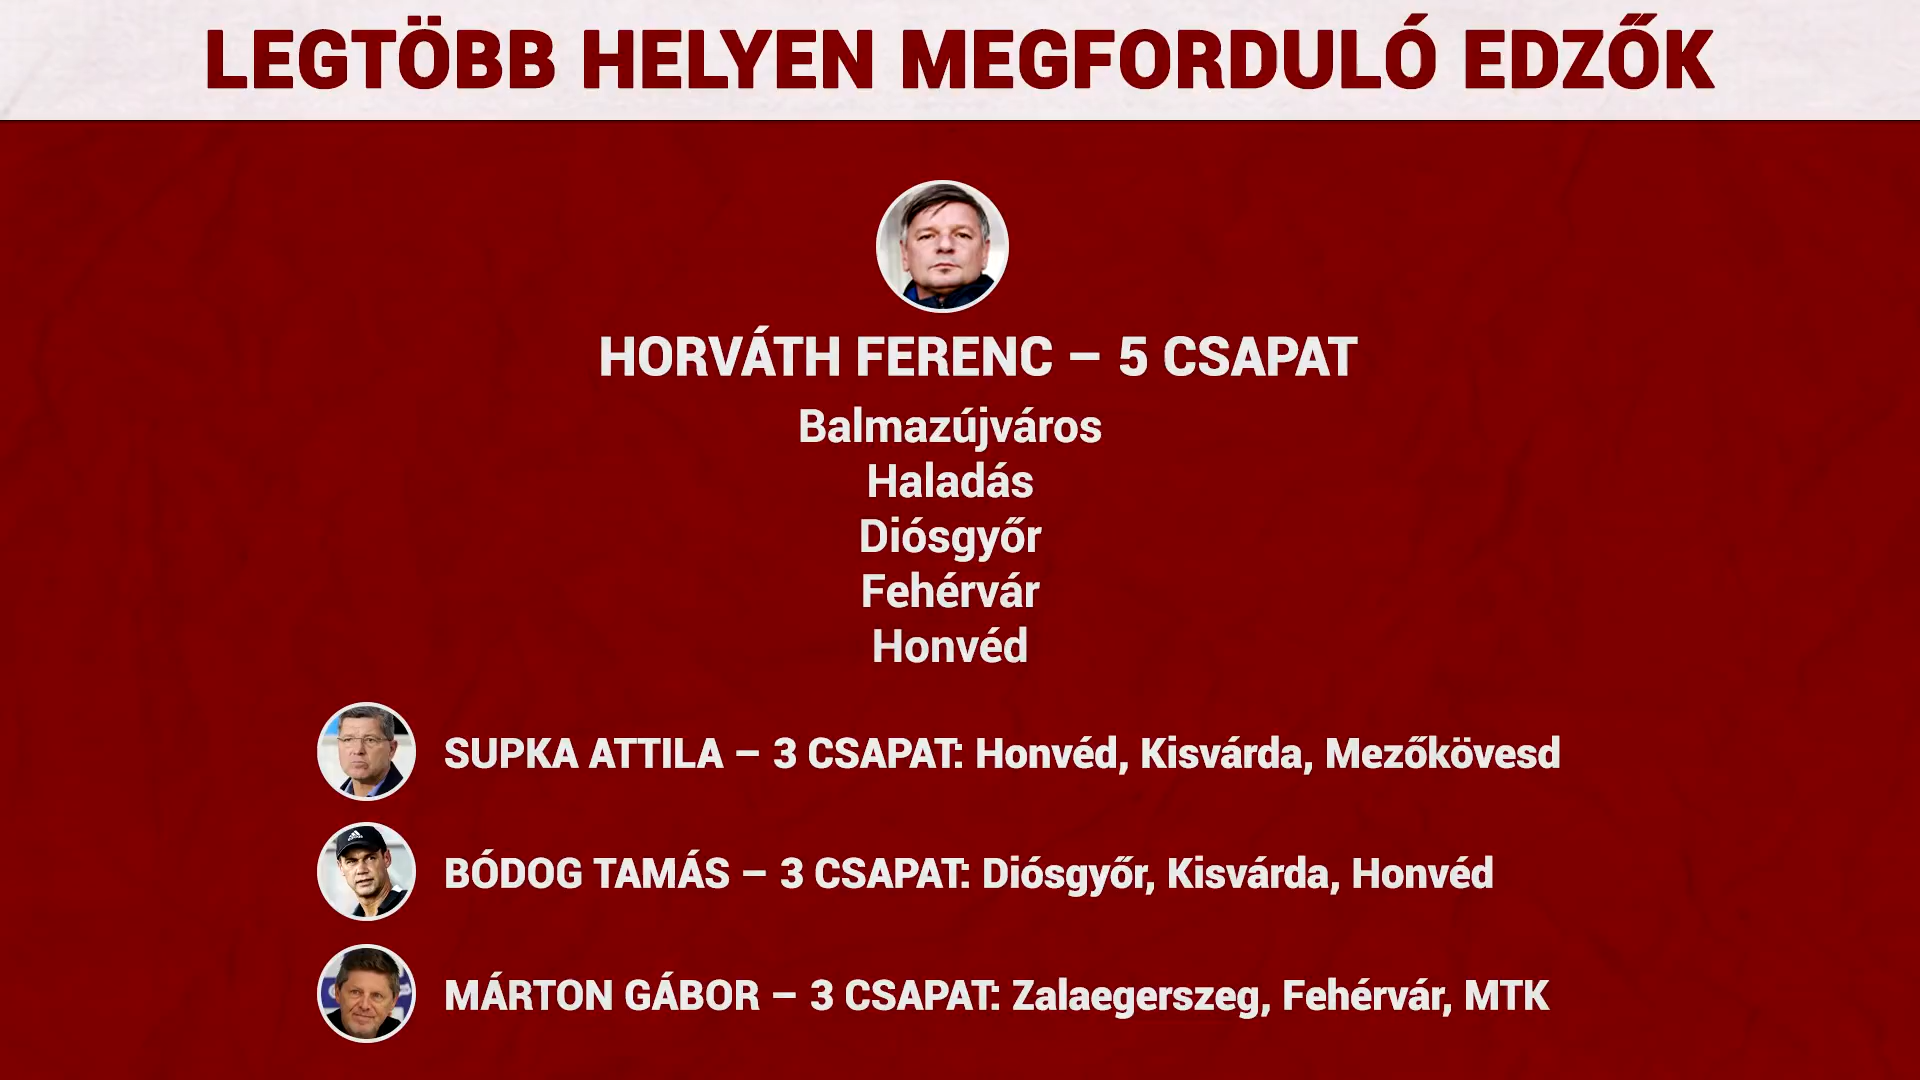 LEGTÖBB HELYEN MEGFORDULÓ EDZŐK
HORVÁTH FERENC – 5 CSAPAT
Balmazújváros
Haladás
Diósgyőr
Fehérvár
Honvéd
SUPKA ATTILA – 3 CSAPAT: Honvéd, Kisvárda, Mezőkövesd
BÓDOG TAMÁS – 3 CSAPAT: Diósgyőr, Kisvárda, Honvéd
MÁRTON GÁBOR – 3 CSAPAT: Zalaegerszeg, Fehérvár, MTK